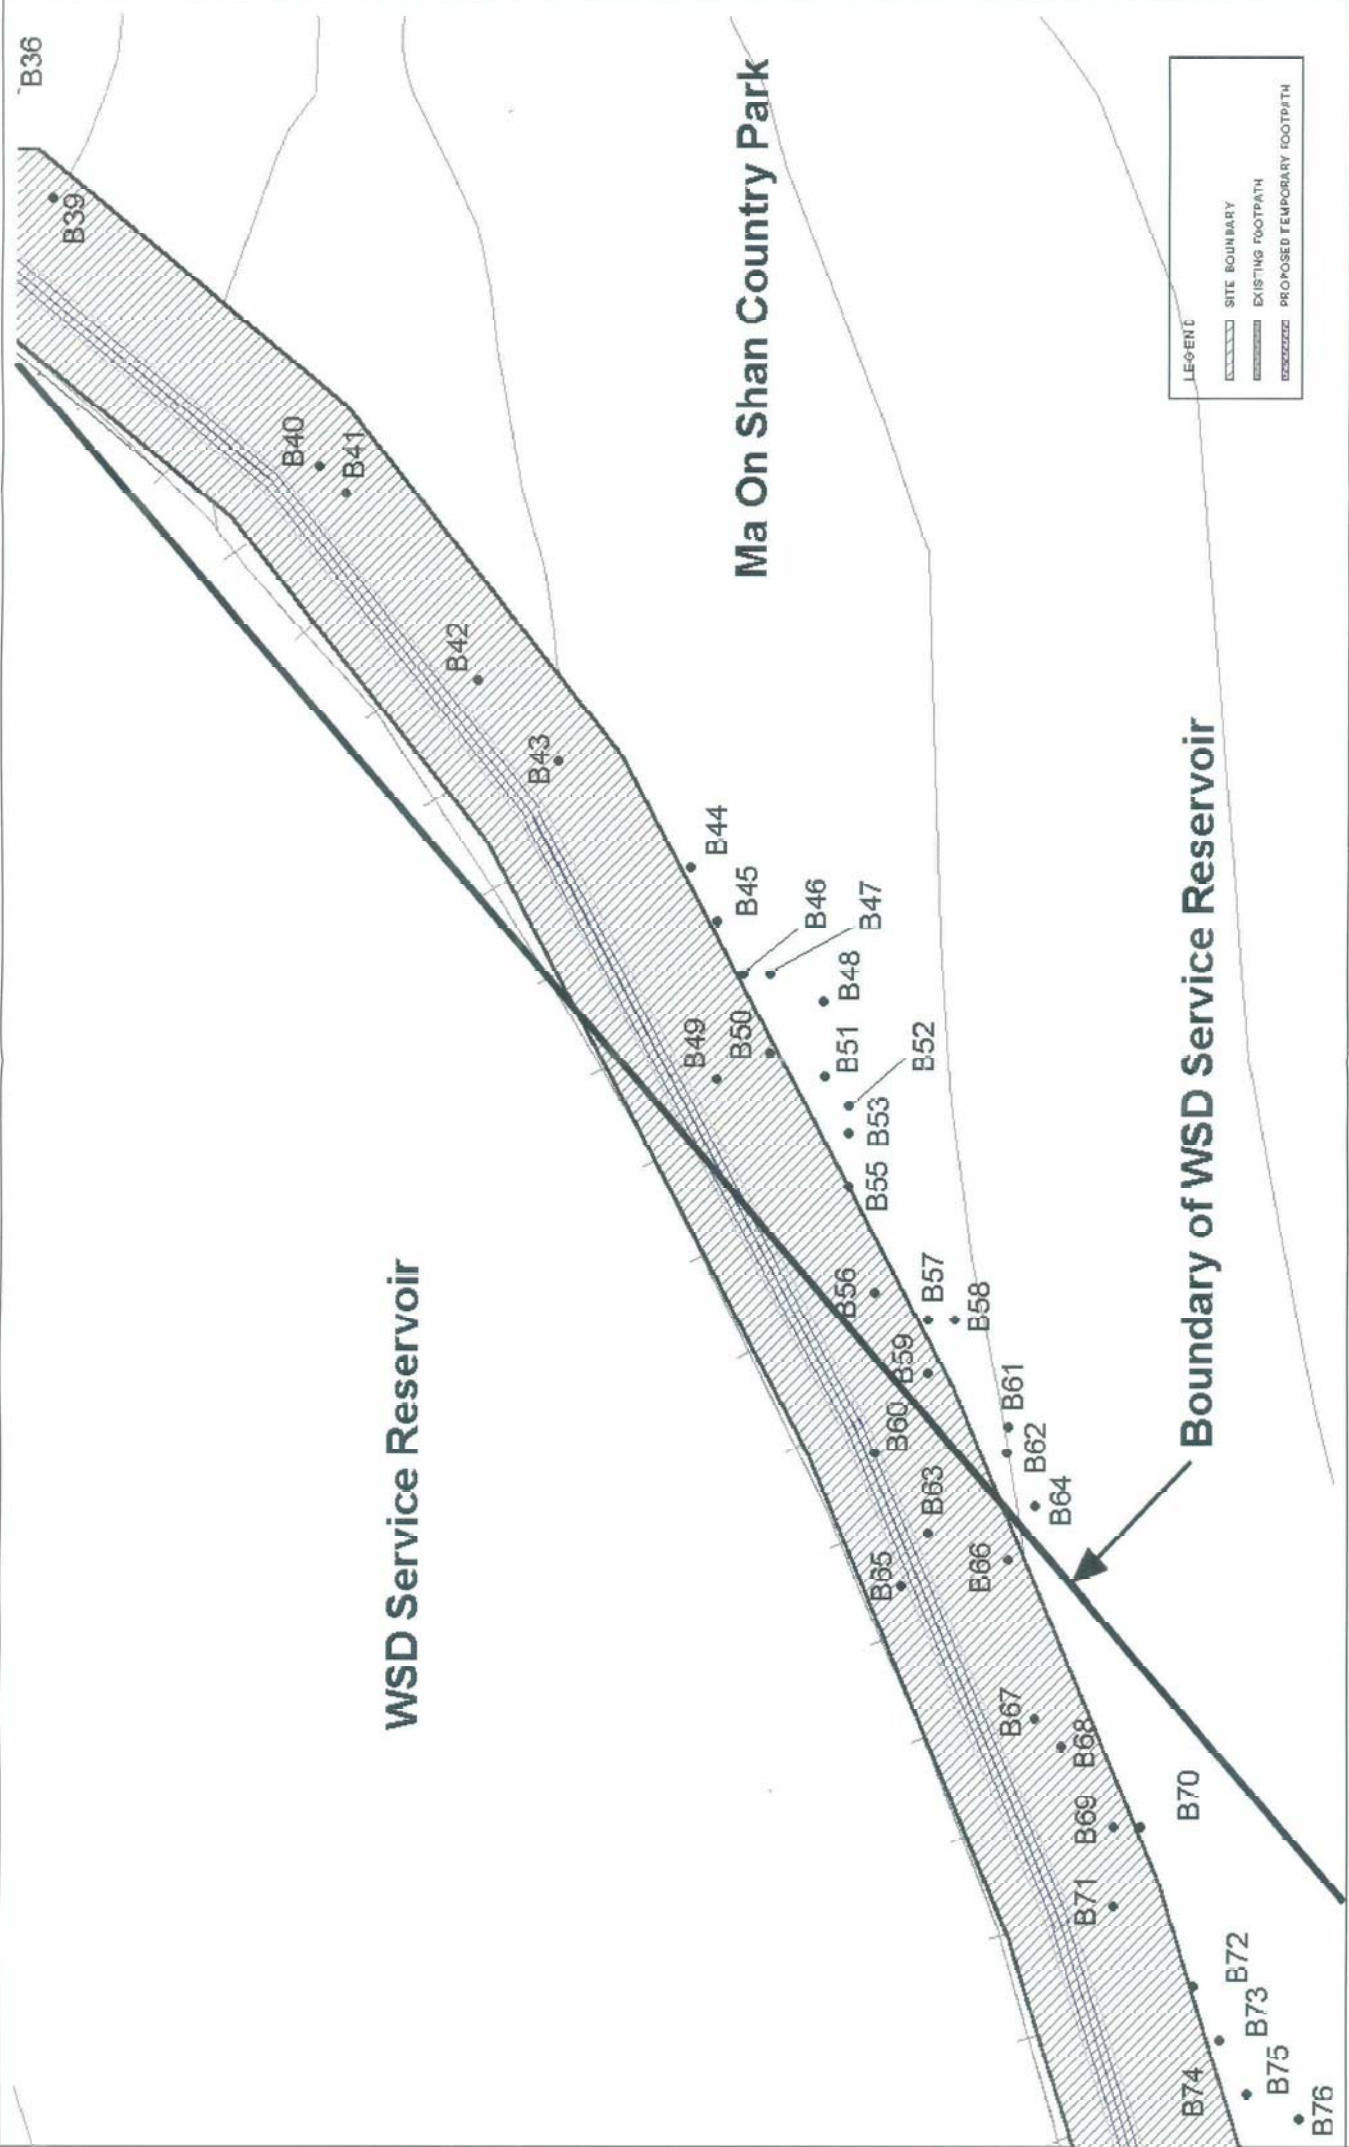 B36
B39
B40
B41
B42
B43
B44
B45
B46
B47
B48
B49
B50
B51
B52
B53
B55
B56
B57
B58
B59
B60
B61
B62
B63
B64
B65
B66
B67
B68
B69
B70
B71
B72
B73
B74
B75
B76
WSD Service Reservoir
Ma On Shan Country Park
Boundary of WSD Service Reservoir
LEGEND
SITE BOUNDARY
EXISTING FOOTPATH
PROPOSED TEMPORARY FOOTPATH